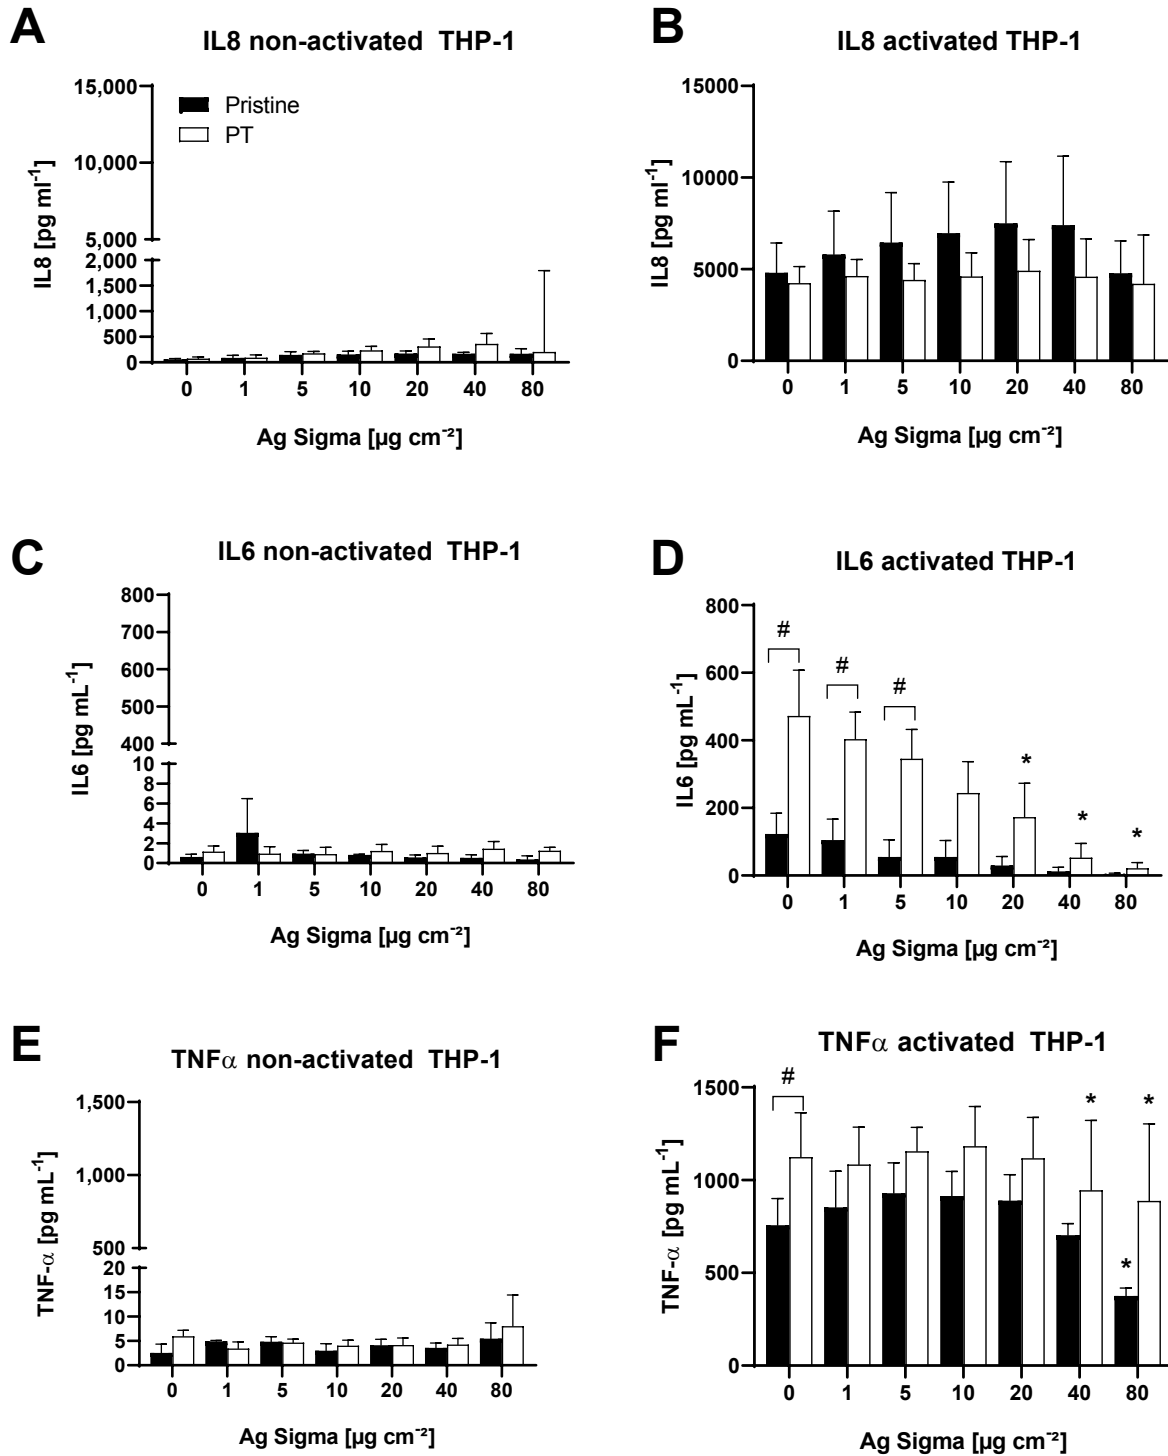 A
IL8 non-activated THP-1
15,000
10,000
5,000
2,000
1,500
1,000
500
0
IL8 [pg ml⁻¹]
Pristine
PT
0 1 5 10 20 40 80
Ag Sigma [µg cm⁻²]
B
IL8 activated THP-1
15000
10000
5000
0
IL8 [pg ml⁻¹]
0 1 5 10 20 40 80
Ag Sigma [µg cm⁻²]
C
IL6 non-activated THP-1
800
700
600
500
400
10
8
6
4
2
0
IL6 [pg mL⁻¹]
0 1 5 10 20 40 80
Ag Sigma [µg cm⁻²]
D
IL6 activated THP-1
800
600
400
200
0
IL6 [pg mL⁻¹]
# # # * * *
0 1 5 10 20 40 80
Ag Sigma [µg cm⁻²]
E
TNFα non-activated THP-1
1,500
1,000
500
20
15
10
5
0
TNF-α [pg mL⁻¹]
0 1 5 10 20 40 80
Ag Sigma [µg cm⁻²]
F
TNFα activated THP-1
1500
1000
500
0
TNF-α [pg mL⁻¹]
# * * *
0 1 5 10 20 40 80
Ag Sigma [µg cm⁻²]